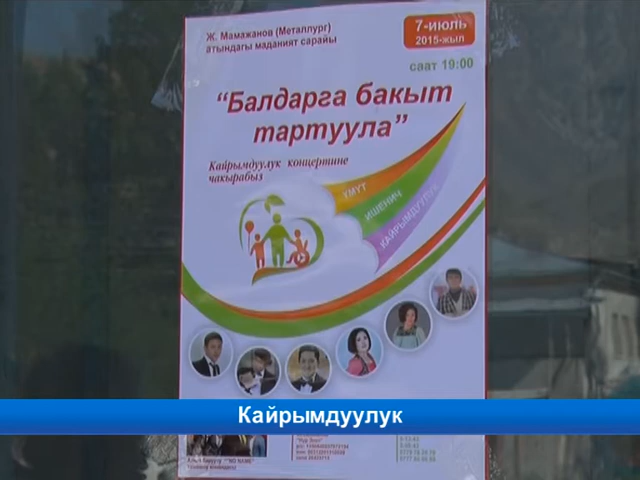 Ж. Мамажанов (Металлург)
атындагы маданият сарайы
7-июль
2015-жыл
саат 19:00
“Балдарга бакыт
тартуула”
Кайрымдуулук концертине
чакырабыз
ҮМҮТ
ИШЕНИЧ
КАЙРЫМДУУЛУК
Кайрымдуулук